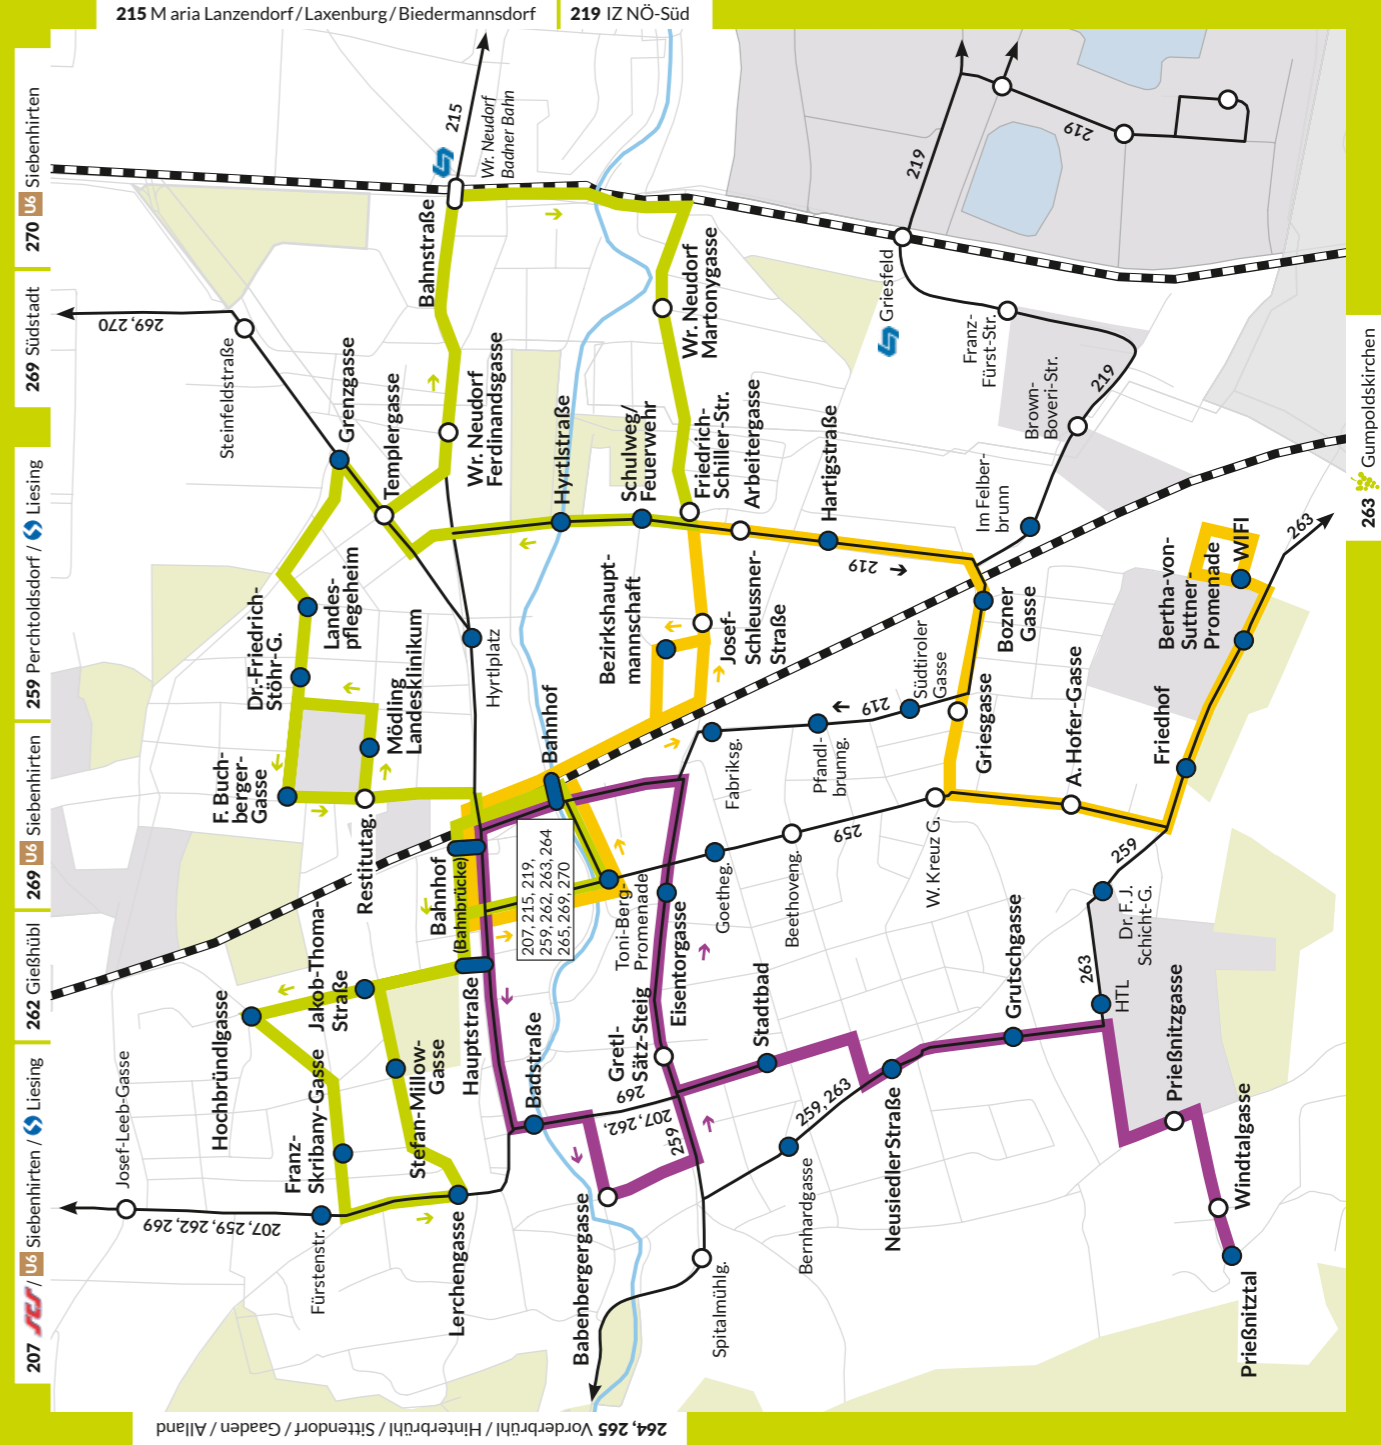 215 Maria Lanzendorf / Laxenburg / Biedermannsdorf
219 IZ NÖ-Süd
270 U6 Siebenhirten
269 Südstadt
259 Perchtoldsdorf / Liesing
269 U6 Siebenhirten
262 Gießhübl
207 SCS / U6 Siebenhirten / Liesing
263 Gumpoldskirchen
264, 265 Vorderbrühl / Hinterbrühl / Sittendorf / Gaaden / Alland
215
Wr. Neudorf
Badner Bahn
219
219
269, 270
Steinfeldstraße
Bahnstraße
Grenzgasse
Templergasse
Wr. Neudorf
Ferdinandsgasse
Wr. Neudorf
Martonygasse
Griesfeld
Franz-
Fürst-Str.
Brown-
Boveri-Str.
219
Hyrtlstraße
Schulweg/
Feuerwehr
Friedrich-
Schiller-Str.
Arbeitergasse
Hartigstraße
Im Felber-
brunn
219
Bozner
Gasse
Dr.-Friedrich-
Stöhr-G.
Landes-
pflegeheim
Mödling
Landesklinikum
F. Buch-
berger-
Gasse
Restitutag.
Hyrtlplatz
Bezirkshaupt-
mannschaft
Josef-
Schleussner-
Straße
Bahnhof
Südtiroler
Gasse
219
Griesgasse
A. Hofer-Gasse
Bertha-von-
Suttner-
Promenade
WIFI
263
Friedhof
Fabriksg.
Pfandl-
brunng.
Bahnhof
(Bahnbrücke)
207, 215, 219,
259, 262, 263, 264
265, 269, 270
Toni-Berg-
Promenade
Goetheg.
Beethoveng.
259
W. Kreuz G.
259
Dr. F. J.
Schicht-G.
263
HTL
Jakob-Thoma-
Straße
Hochbründlgasse
Josef-Leeb-Gasse
Franz-
Skribany-Gasse
Stefan-Millow-
Gasse
Hauptstraße
Badstraße
Gretl-
Sätz-Steig
Eisentorgasse
Stadtbad
Grutschgasse
Prießnitzgasse
207, 259, 262, 269
Fürstenstr.
Lerchengasse
Babenbergergasse
207, 262,
269
259
259, 263
Bernhardgasse
Neusiedler Straße
Windtalgasse
Prießnitztal
Spitalmühlg.